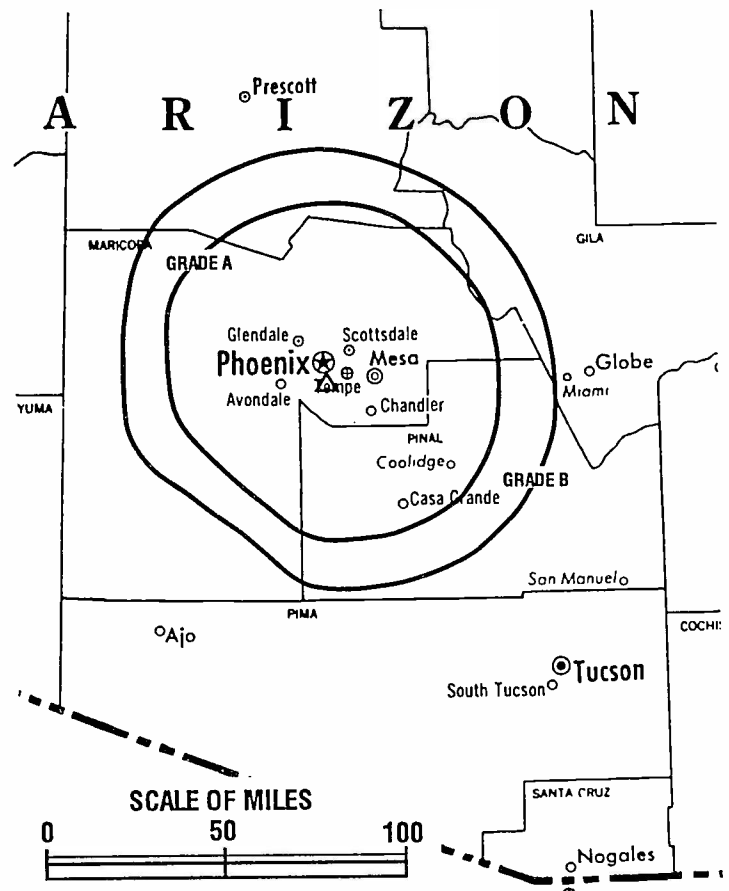 Prescott
A R I Z O N
MARICOPA
GILA
GRADE A
Glendale
Scottsdale
Phoenix
Mesa
Globe
Tempe
Miami
Avondale
YUMA
Chandler
PINAL
Coolidge
GRADE B
Casa Grande
San Manuel
PIMA
COCHI
Ajo
Tucson
South Tucson
SCALE OF MILES
SANTA CRUZ
0 50 100
Nogales